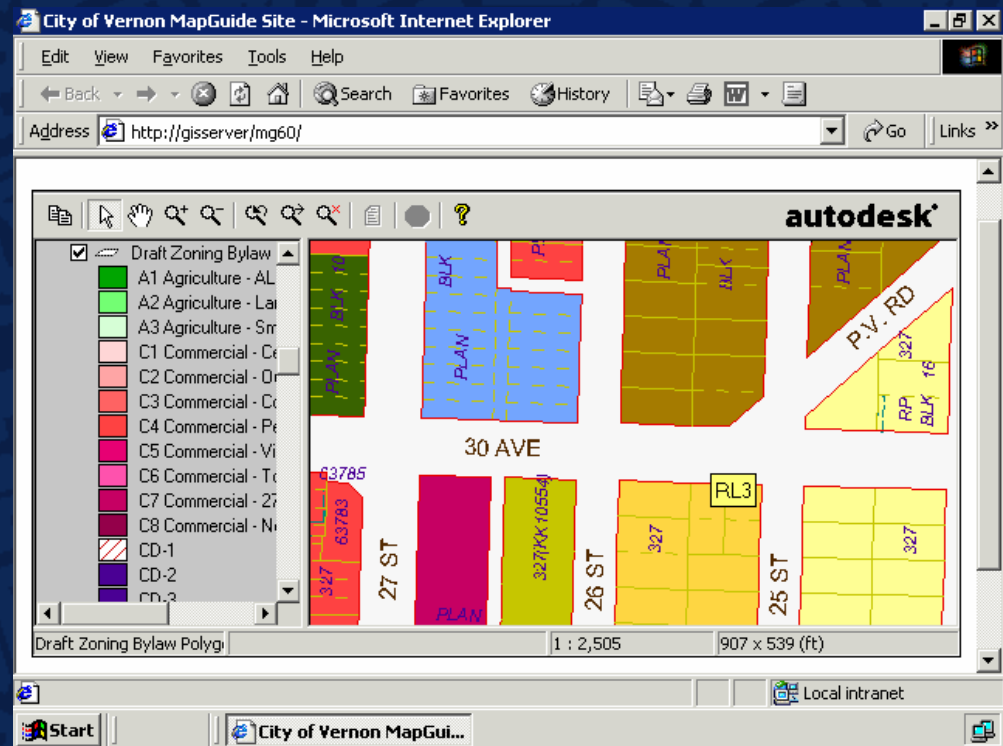 City of Vernon MapGuide Site - Microsoft Internet Explorer
Edit View Favorites Tools Help
Back Search Favorites History
Address http://gisserver/mg60/ Go Links »
autodesk
Draft Zoning Bylaw
A1 Agriculture - AL
A2 Agriculture - Lar
A3 Agriculture - Sm
C1 Commercial - Ce
C2 Commercial - Or
C3 Commercial - Co
C4 Commercial - Pe
C5 Commercial - Vi
C6 Commercial - To
C7 Commercial - 27
C8 Commercial - Ne
CD-1
CD-2
CD-3
PLAN BLK 10
PLAN BLK
PLAN BLK
PLAN
P.V. RD
327
RP BLK 16
30 AVE
63785
63783
327
27 ST
PLAN
327(KK10554)
26 ST
327
RL3
25 ST
327
Draft Zoning Bylaw Polyg 1 : 2,505 907 x 539 (ft)
Local intranet
Start City of Vernon MapGui...